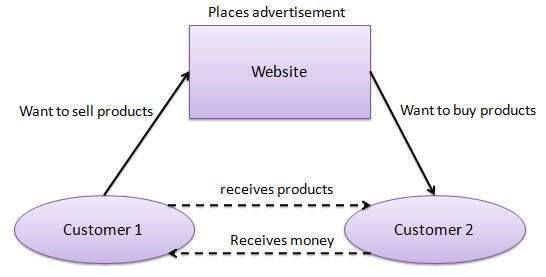 Places advertisement
Website
Want to sell products
Want to buy products
receives products
Customer 1
Customer 2
Receives money